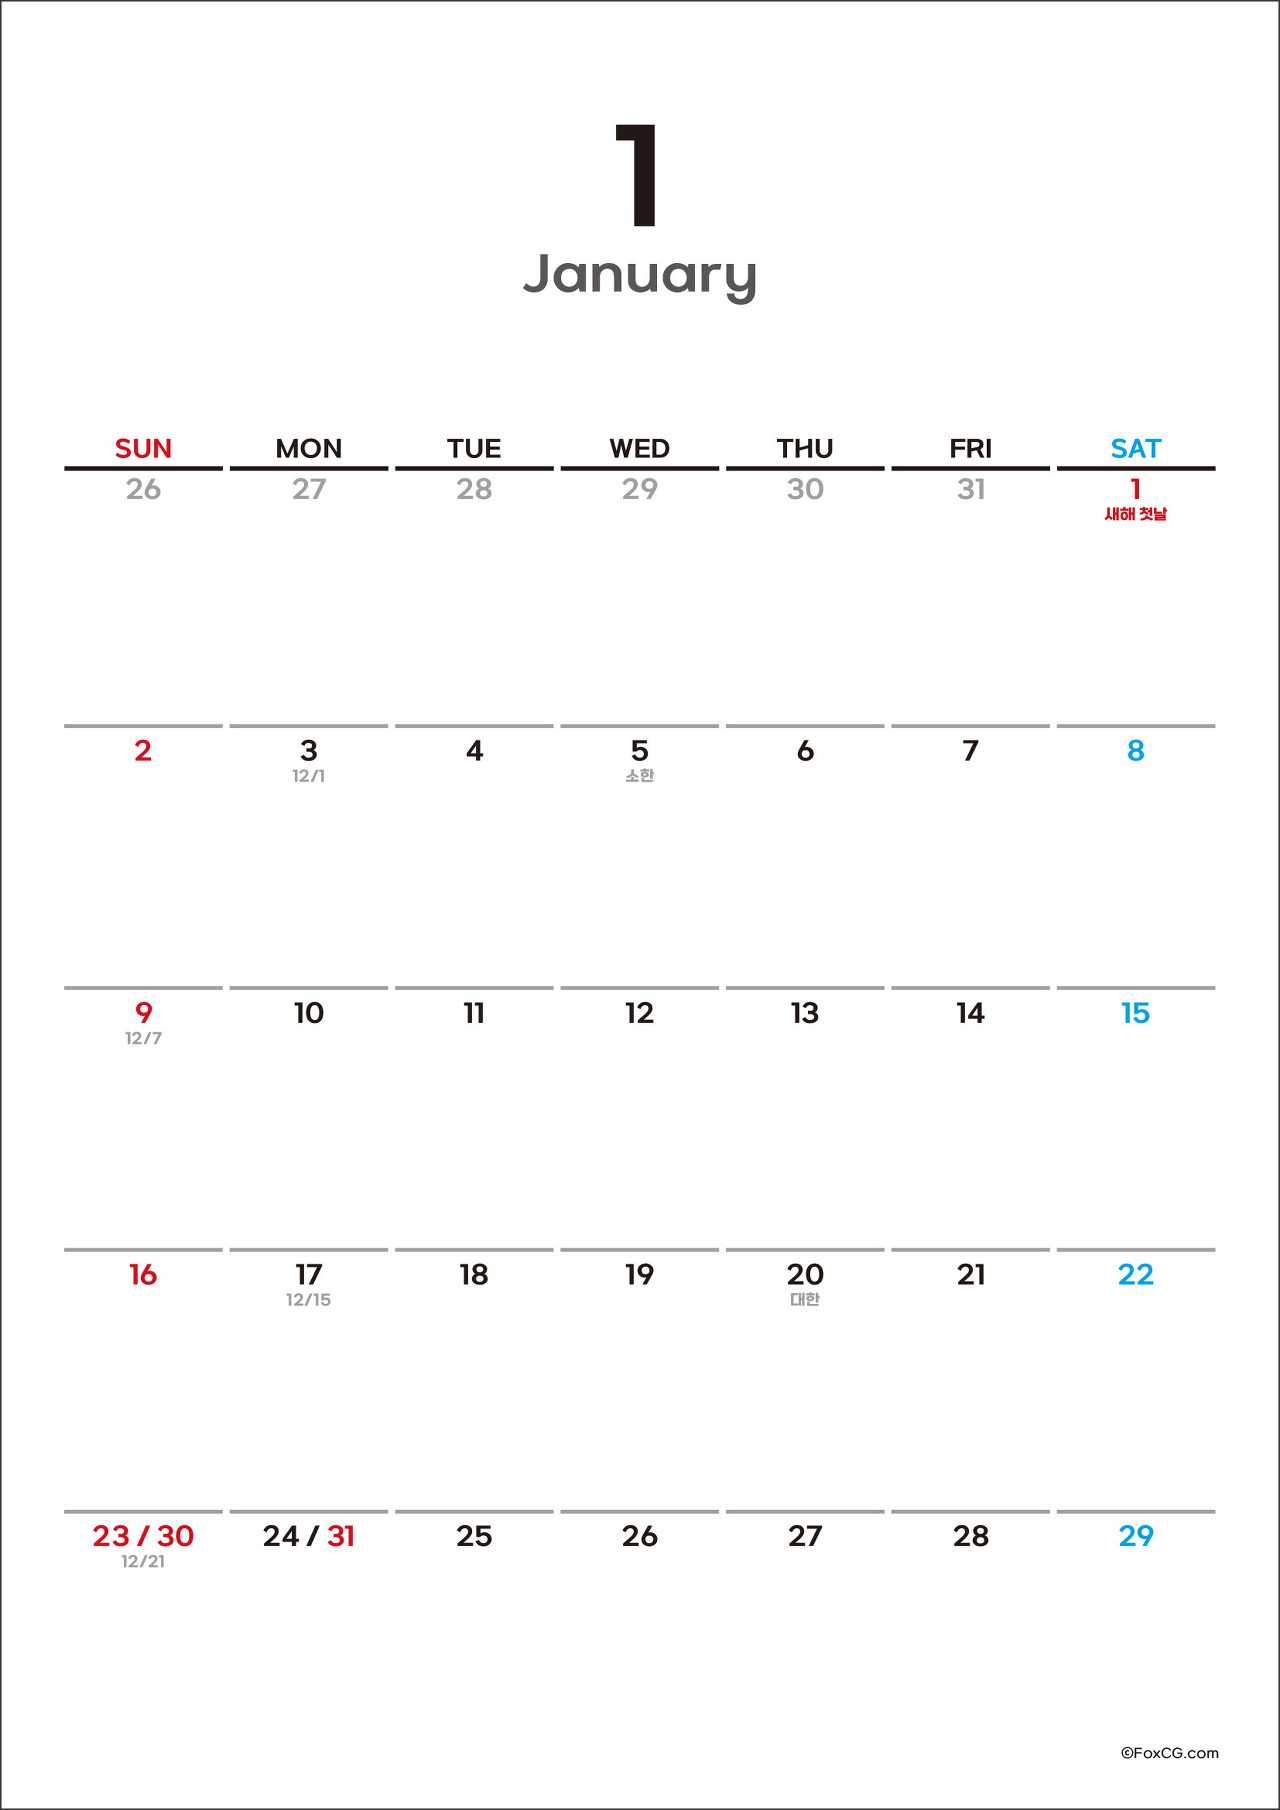 1
January
SUN MON TUE WED THU FRI SAT
26 27 28 29 30 31 1
새해 첫날
2 3 4 5 6 7 8
12/1 소한
9 10 11 12 13 14 15
12/7
16 17 18 19 20 21 22
12/15 대한
23 / 30 24 / 31 25 26 27 28 29
12/21
©FoxCG.com